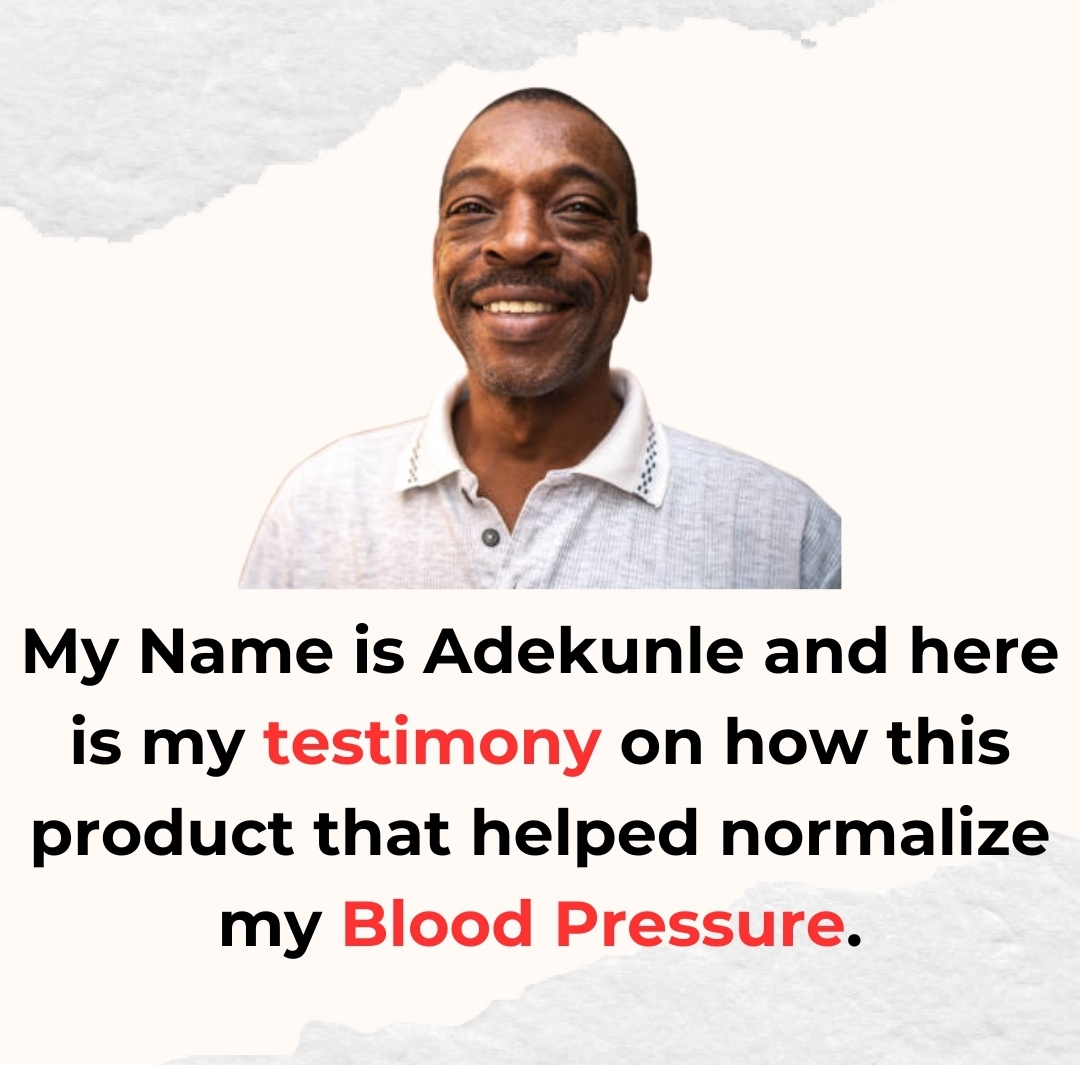 My Name is Adekunle and here
is my testimony on how this
product that helped normalize
my Blood Pressure.